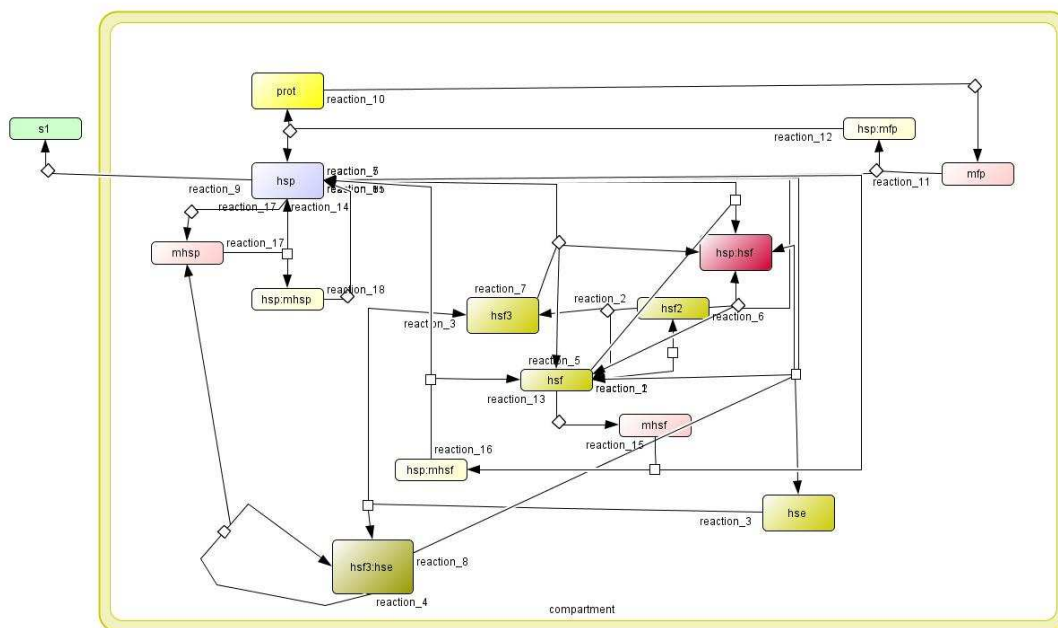 prot
reaction_10
s1
hsp:mfp
reaction_12
hsp
reaction_9
reaction_11
mfp
reaction_17
reaction_14
mhsp
reaction_17
hsp:hsf
hsp:mhsp
reaction_18
reaction_7
reaction_2
hsf3
hsf2
reaction_3
reaction_6
reaction_5
hsf
reaction_13
mhsf
reaction_15
reaction_16
hsp:mhsf
hse
reaction_3
hsf3:hse
reaction_8
reaction_4
compartment